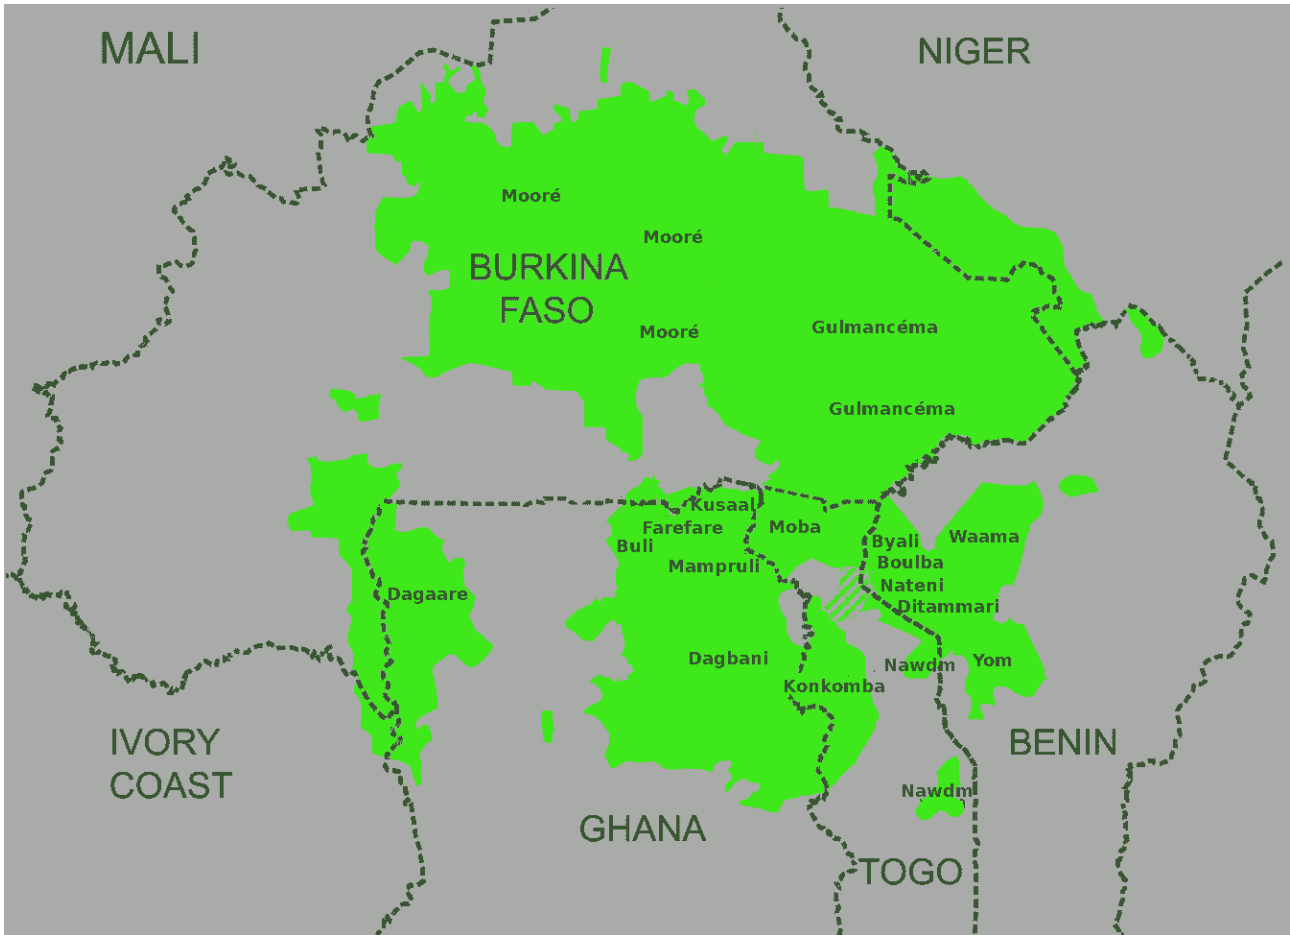 MALI
NIGER
Mooré
Mooré
BURKINA
FASO
Mooré
Gulmancéma
Gulmancéma
Kusaal
Farefare
Moba
Buli
Byali
Waama
Mampruli
Boulba
Nateni
Dagaare
Ditammari
Dagbani
Nawdm
Yom
Konkomba
IVORY
COAST
BENIN
Nawdm
GHANA
TOGO